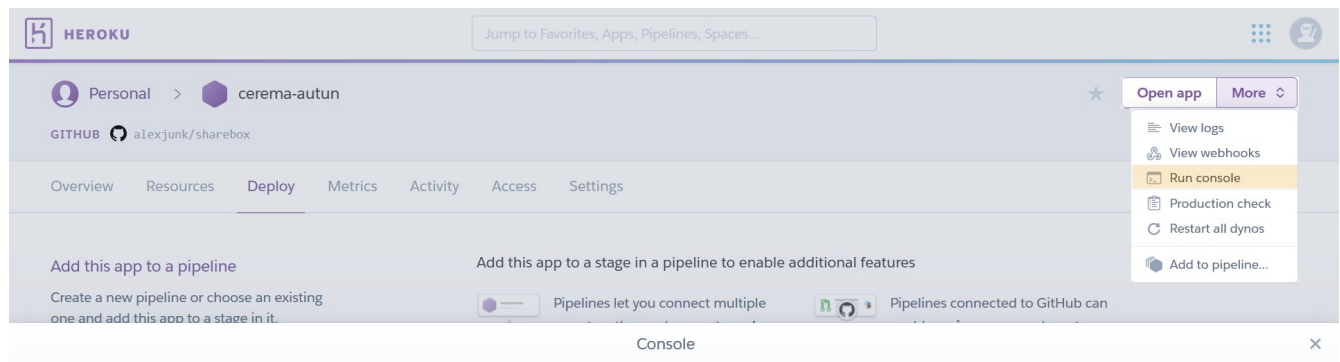 HEROKU
Jump to Favorites, Apps, Pipelines, Spaces...
Personal > cerema-autun
Open app
More
GITHUB alexjunk/sharebox
View logs
View webhooks
Run console
Production check
Restart all dynos
Add to pipeline...
Overview Resources Deploy Metrics Activity Access Settings
Add this app to a pipeline
Create a new pipeline or choose an existing
one and add this app to a stage in it.
Add this app to a stage in a pipeline to enable additional features
Pipelines let you connect multiple
Pipelines connected to GitHub can
Console